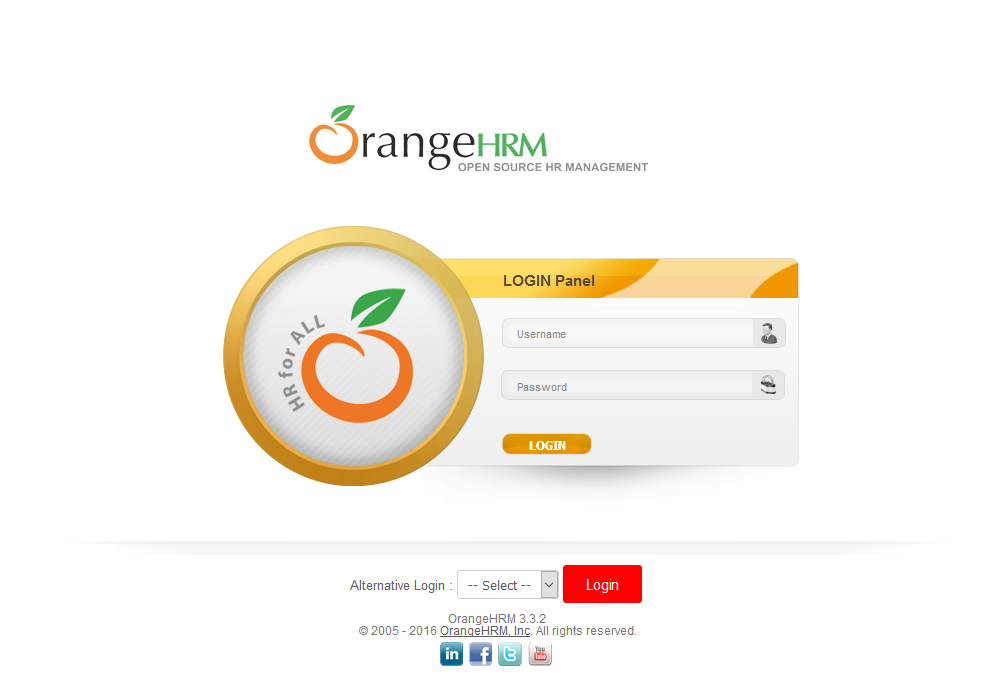 OrangeHRM
OPEN SOURCE HR MANAGEMENT
HR for ALL
LOGIN Panel
Username
Password
LOGIN
Alternative Login : -- Select -- Login
OrangeHRM 3.3.2
© 2005 - 2016 OrangeHRM, Inc. All rights reserved.
in f t You Tube